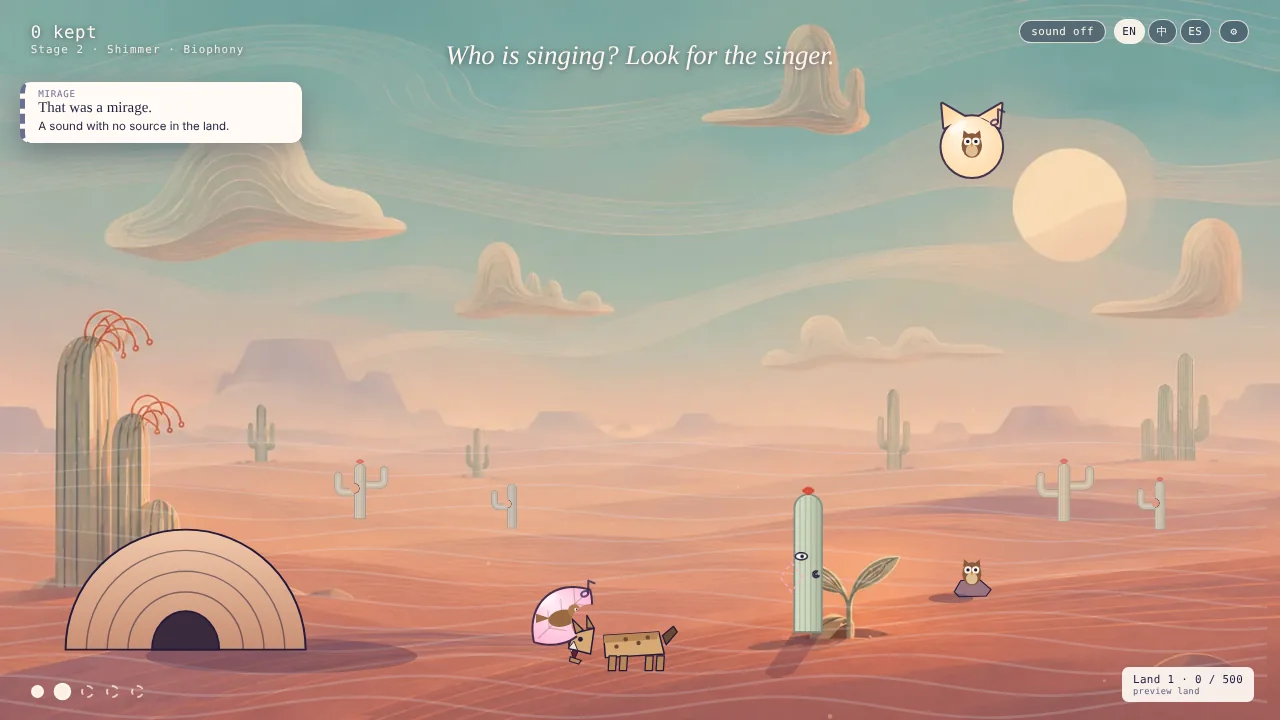 0 kept
Stage 2 · Shimmer · Biophony
Who is singing? Look for the singer.
sound off
EN
中
ES
MIRAGE
That was a mirage.
A sound with no source in the land.
Land 1 · 0 / 500
preview land